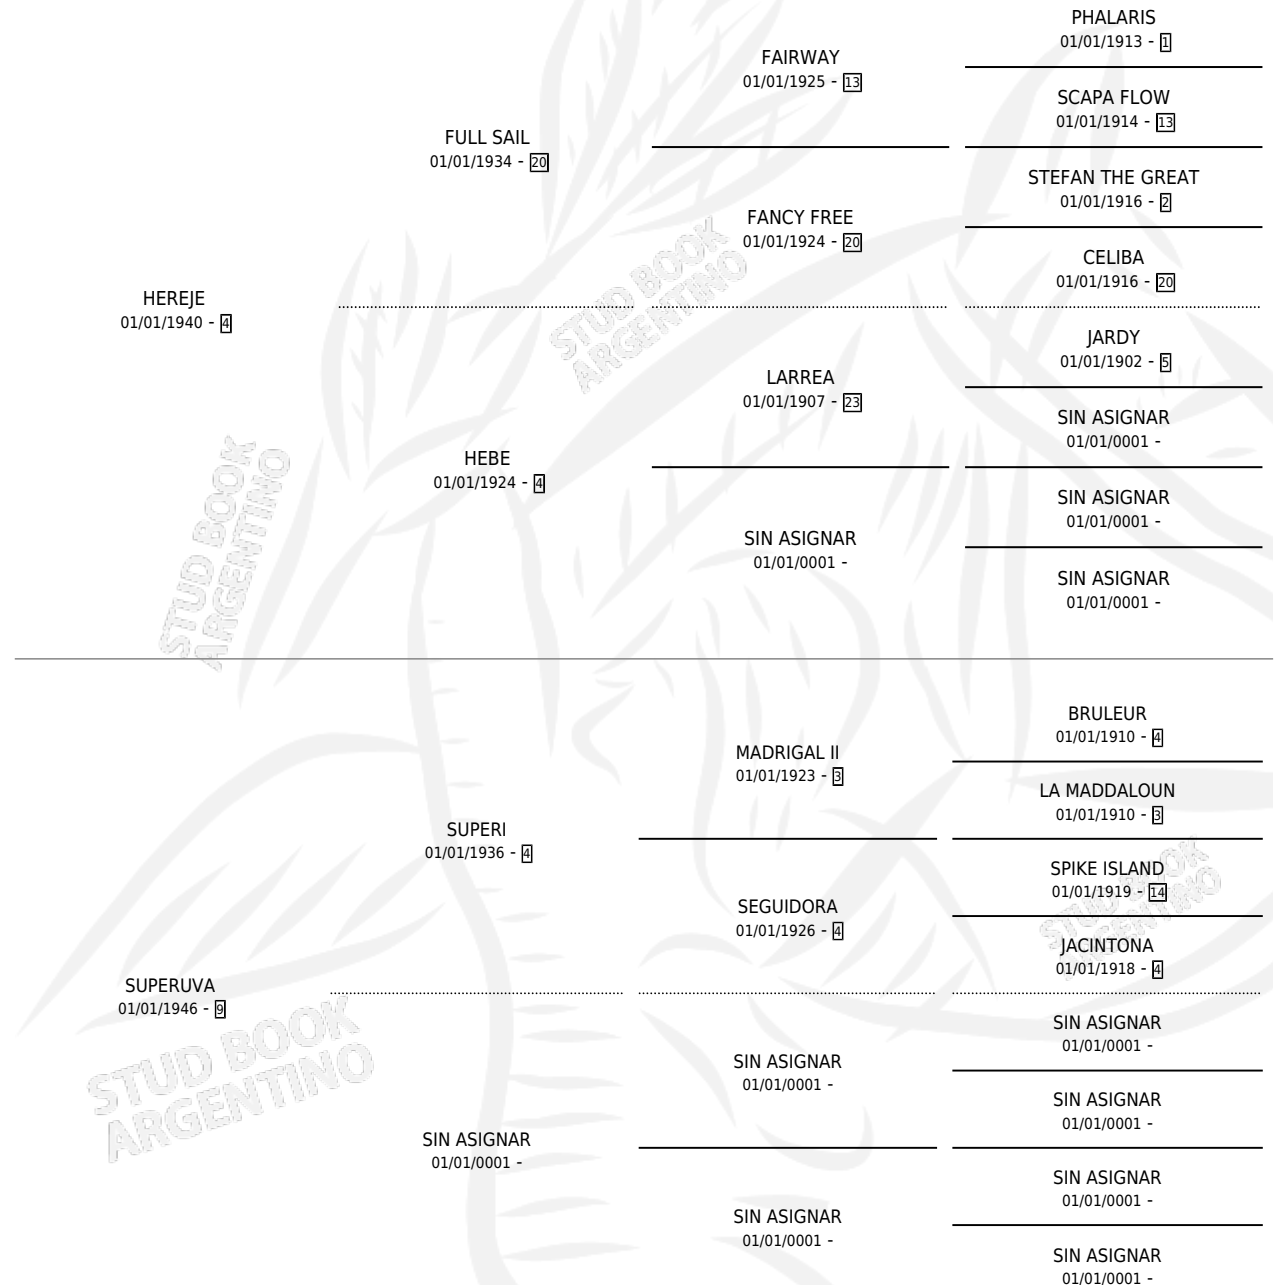 PHALARIS
01/01/1913 - 1
FAIRWAY
01/01/1925 - 13
SCAPA FLOW
01/01/1914 - 13
FULL SAIL
01/01/1934 - 20
STEFAN THE GREAT
01/01/1916 - 2
FANCY FREE
01/01/1924 - 20
CELIBA
01/01/1916 - 20
HEREJE
01/01/1940 - 4
JARDY
01/01/1902 - 5
LARREA
01/01/1907 - 23
SIN ASIGNAR
01/01/0001 -
HEBE
01/01/1924 - 4
SIN ASIGNAR
01/01/0001 -
SIN ASIGNAR
01/01/0001 -
SIN ASIGNAR
01/01/0001 -
STUD BOOK
ARGENTINO
STUD BOOK
ARGENTINO
BRULEUR
01/01/1910 - 4
MADRIGAL II
01/01/1923 - 3
LA MADDALOUN
01/01/1910 - 3
SUPERI
01/01/1936 - 4
SPIKE ISLAND
01/01/1919 - 14
SEGUIDORA
01/01/1926 - 4
JACINTONA
01/01/1918 - 4
STUD BOOK
ARGENTINO
SUPERUVA
01/01/1946 - 9
SIN ASIGNAR
01/01/0001 -
SIN ASIGNAR
01/01/0001 -
SIN ASIGNAR
01/01/0001 -
SIN ASIGNAR
01/01/0001 -
SIN ASIGNAR
01/01/0001 -
SIN ASIGNAR
01/01/0001 -
SIN ASIGNAR
01/01/0001 -
STUD BOOK
ARGENTINO